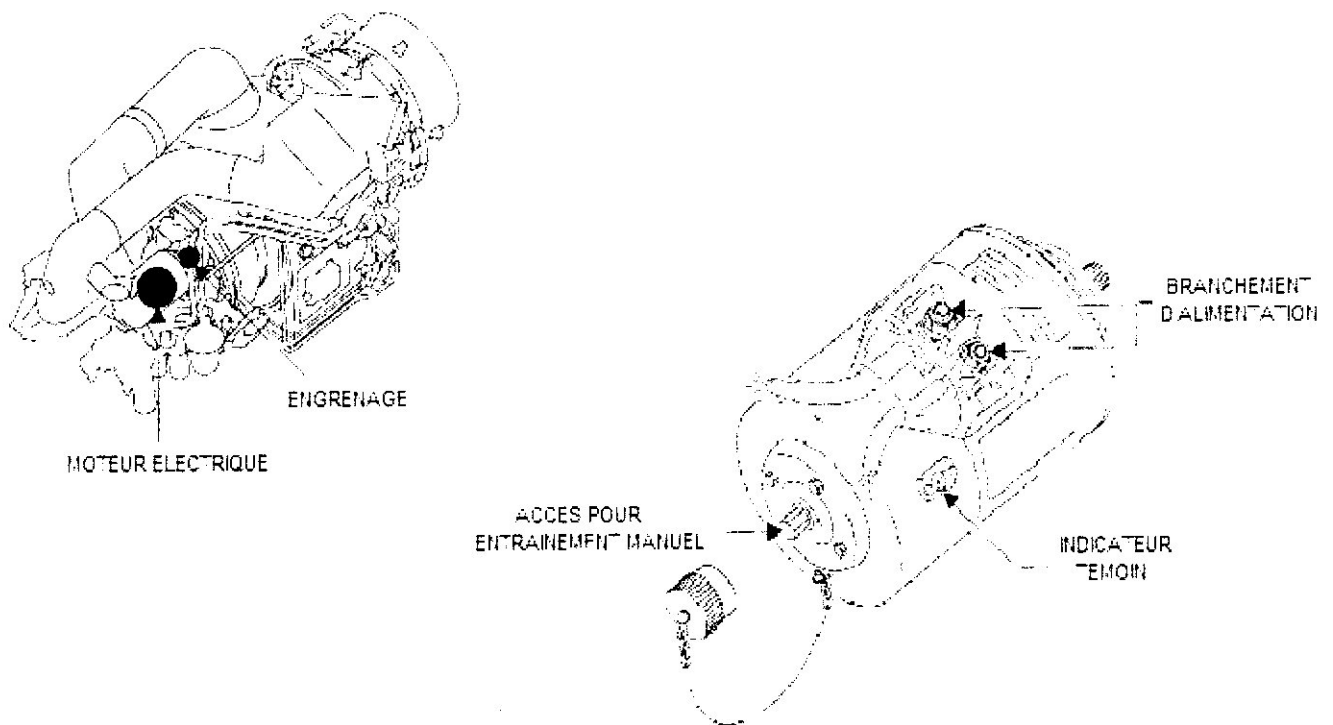 BRANCHEMENT
D'ALIMENTATION
ENGRENAGE
MOTEUR ELECTRIQUE
ACCES POUR
ENTRAINEMENT MANUEL
INDICATEUR
TEMOIN